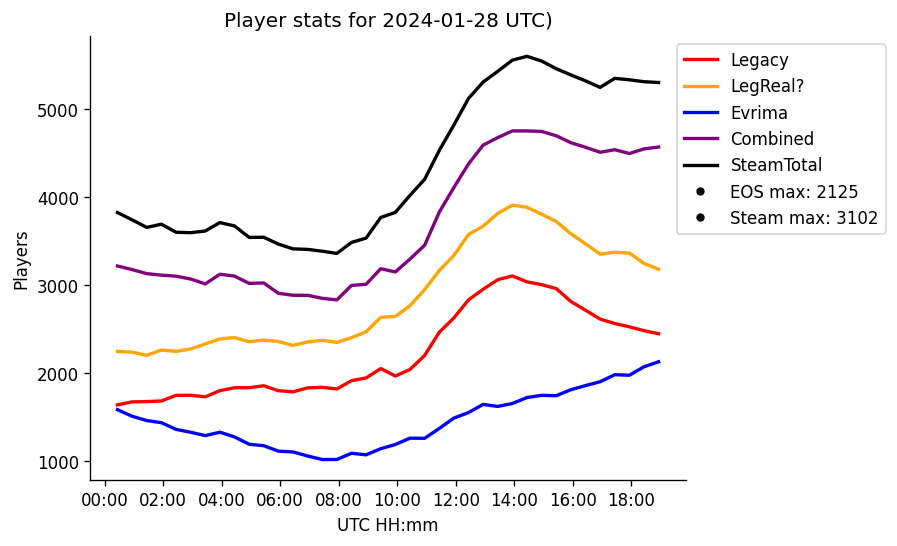 Player stats for 2024-01-28 UTC)
Legacy
LegReal?
Evrima
Combined
SteamTotal
EOS max: 2125
Steam max: 3102
Players
5000
4000
3000
2000
1000
00:00 02:00 04:00 06:00 08:00 10:00 12:00 14:00 16:00 18:00
UTC HH:mm